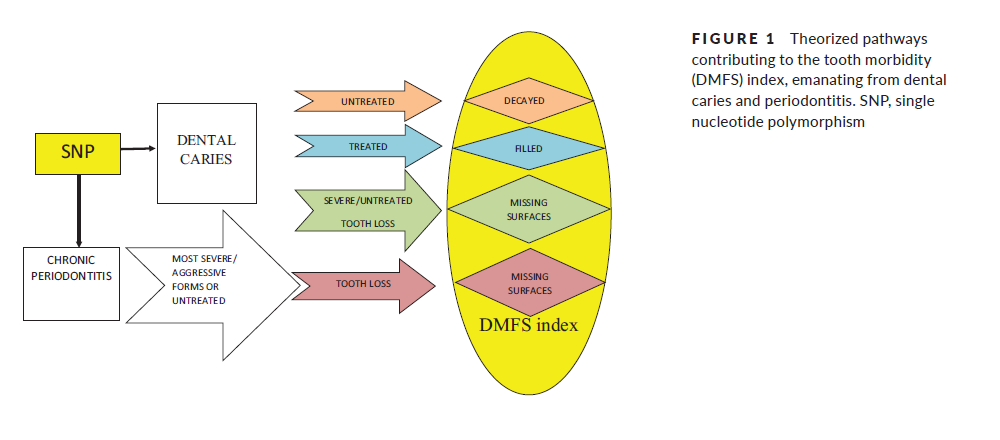 SNP
DENTAL
CARIES
CHRONIC
PERIODONTITIS
MOST SEVERE/
AGGRESSIVE
FORMS OR
UNTREATED
UNTREATED
TREATED
SEVERE/UNTREATED
TOOTH LOSS
TOOTH LOSS
DECAYED
FILLED
MISSING
SURFACES
MISSING
SURFACES
DMFS index
FIGURE 1 Theorized pathways
contributing to the tooth morbidity
(DMFS) index, emanating from dental
caries and periodontitis. SNP, single
nucleotide polymorphism